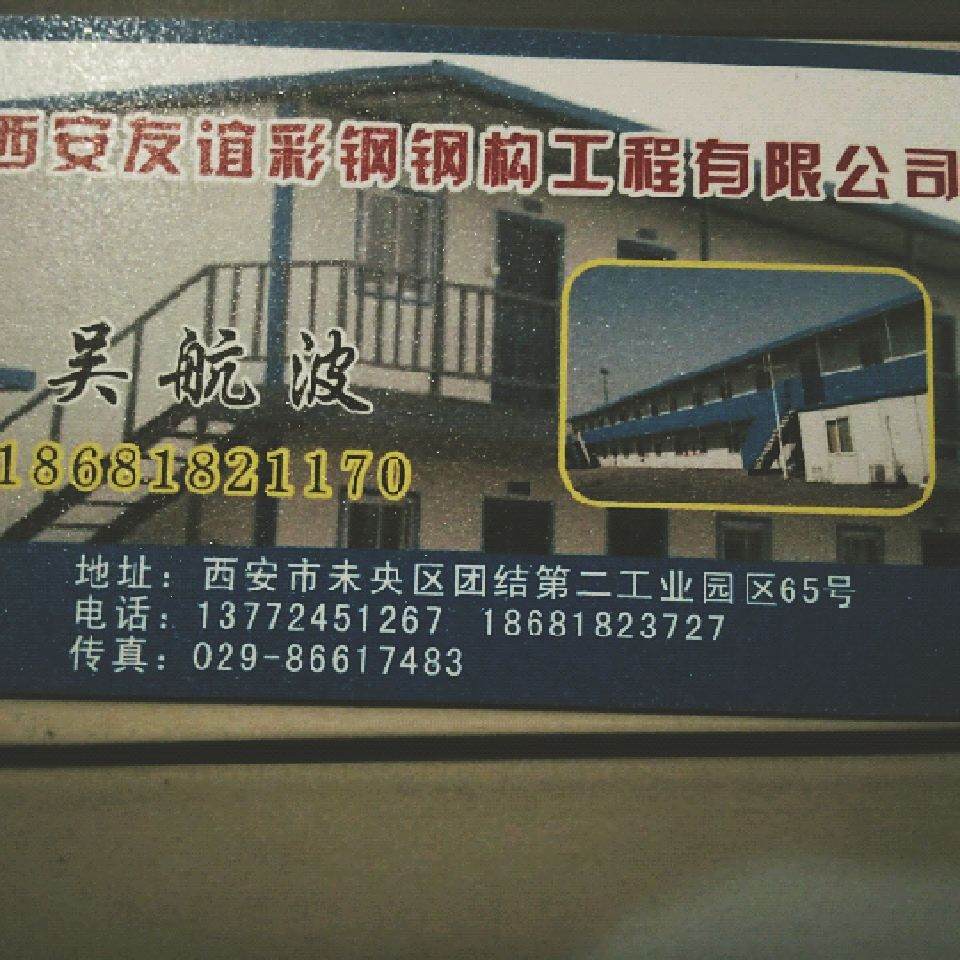 西安友谊彩钢钢构工程有限公司
吴航波
18681821170
地址：西安市未央区团结第二工业园区65号
电话：13772451267 18681823727
传真：029-86617483